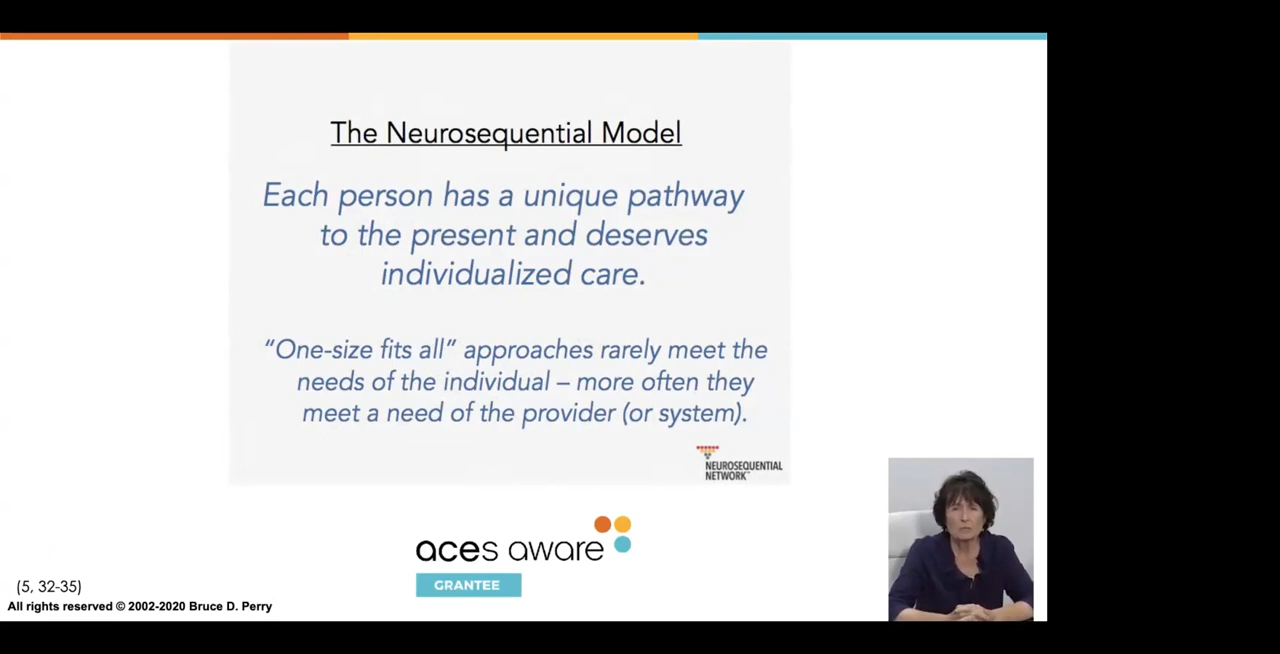 The Neurosequential Model
Each person has a unique pathway
to the present and deserves
individualized care.
“One-size fits all” approaches rarely meet the
needs of the individual – more often they
meet a need of the provider (or system).
NEUROSEQUENTIAL
NETWORK™
aces aware
GRANTEE
(5, 32-35)
All rights reserved © 2002-2020 Bruce D. Perry